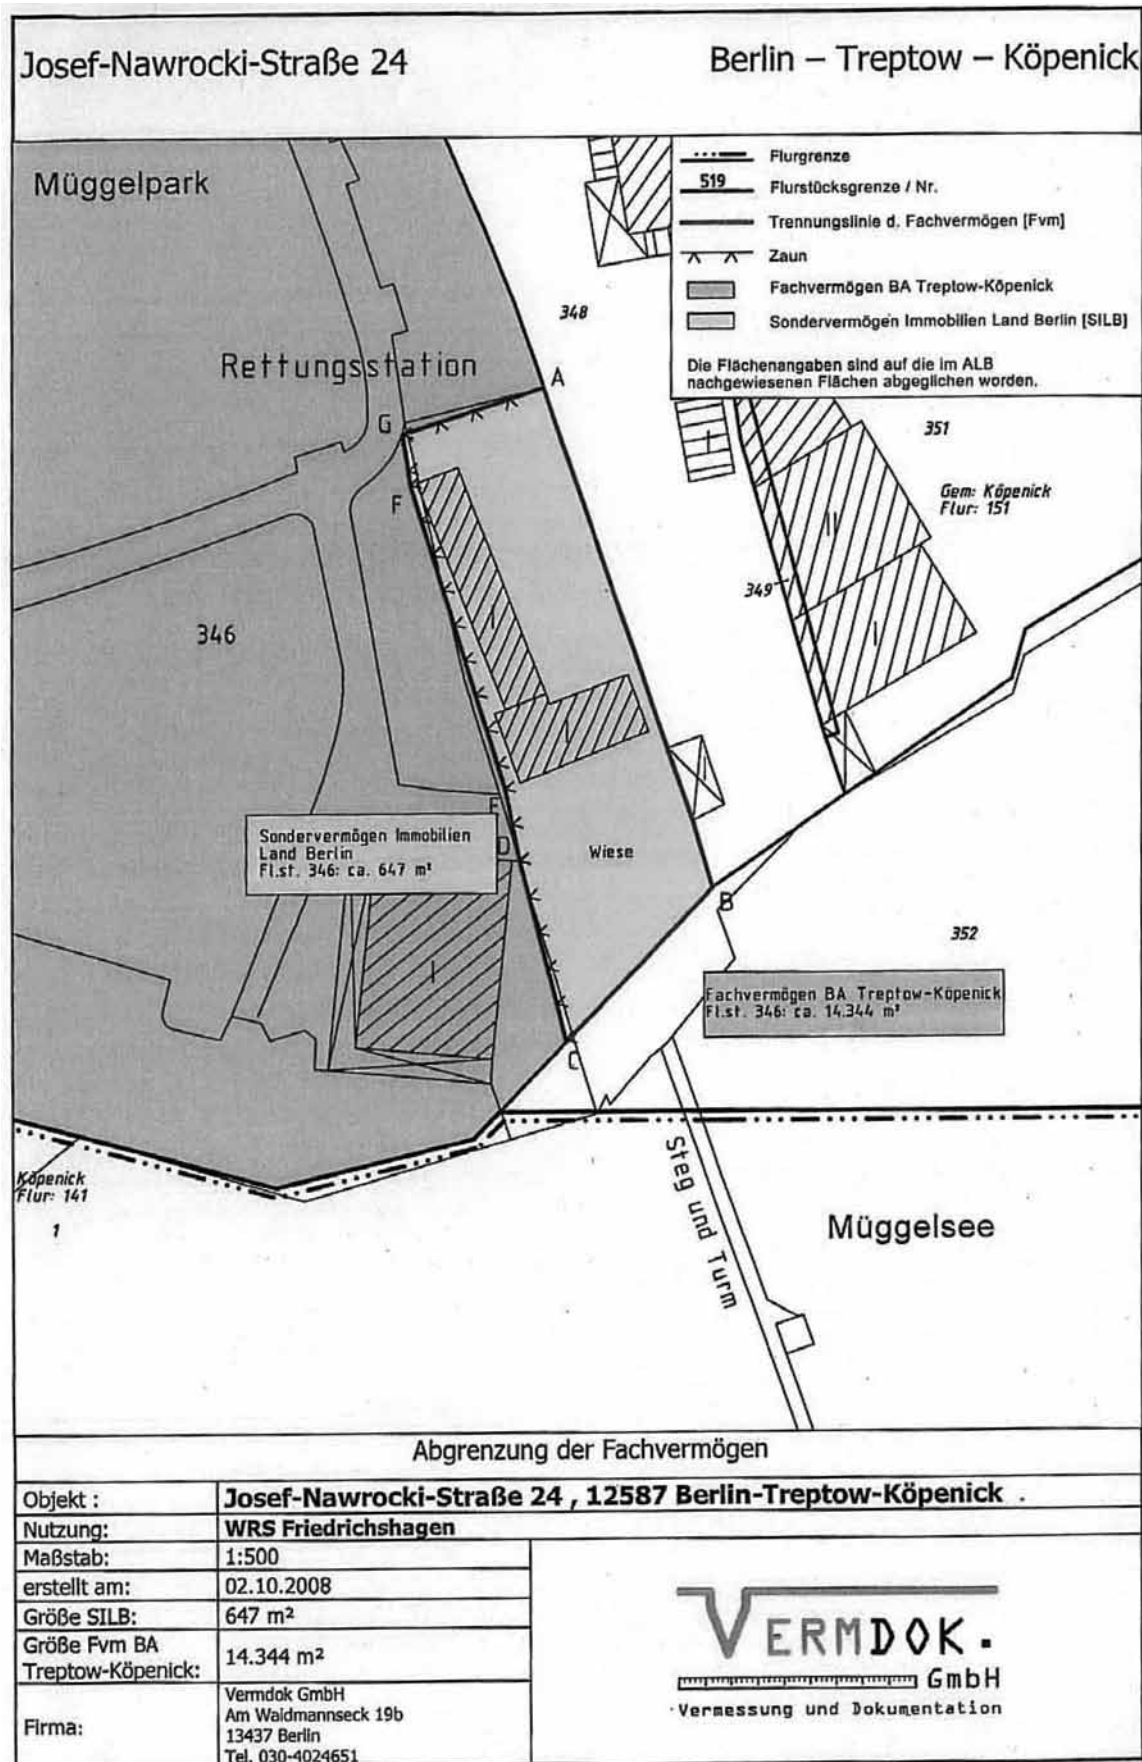 Josef-Nawrocki-Straße 24
Berlin – Treptow – Köpenick
Müggelpark
Flurgrenze
519
Flurstücksgrenze / Nr.
Trennungslinie d. Fachvermögen [Fvm]
Zaun
Fachvermögen BA Treptow-Köpenick
Sondervermögen Immobilien Land Berlin [SILB]
Die Flächenangaben sind auf die im ALB
nachgewiesenen Flächen abgeglichen worden.
348
Rettungsstation
A
G
351
F
Gem: Köpenick
Flur: 151
II
349
I
I
I
346
I
I
I
E
Sondervermögen Immobilien
Land Berlin
Fl.st. 346: ca. 647 m²
D
Wiese
B
352
I
Fachvermögen BA Treptow-Köpenick
Fl.st. 346: ca. 14.344 m²
C
Köpenick
Flur: 141
1
Steg und Turm
Müggelsee
Abgrenzung der Fachvermögen
Objekt :
Josef-Nawrocki-Straße 24 , 12587 Berlin-Treptow-Köpenick .
Nutzung:
WRS Friedrichshagen
Maßstab:
1:500
erstellt am:
02.10.2008
Größe SILB:
647 m²
Größe Fvm BA
Treptow-Köpenick:
14.344 m²
Firma:
Vermdok GmbH
Am Waidmannseck 19b
13437 Berlin
Tel. 030-4024651
VERMDOK.
GmbH
Vermessung und Dokumentation